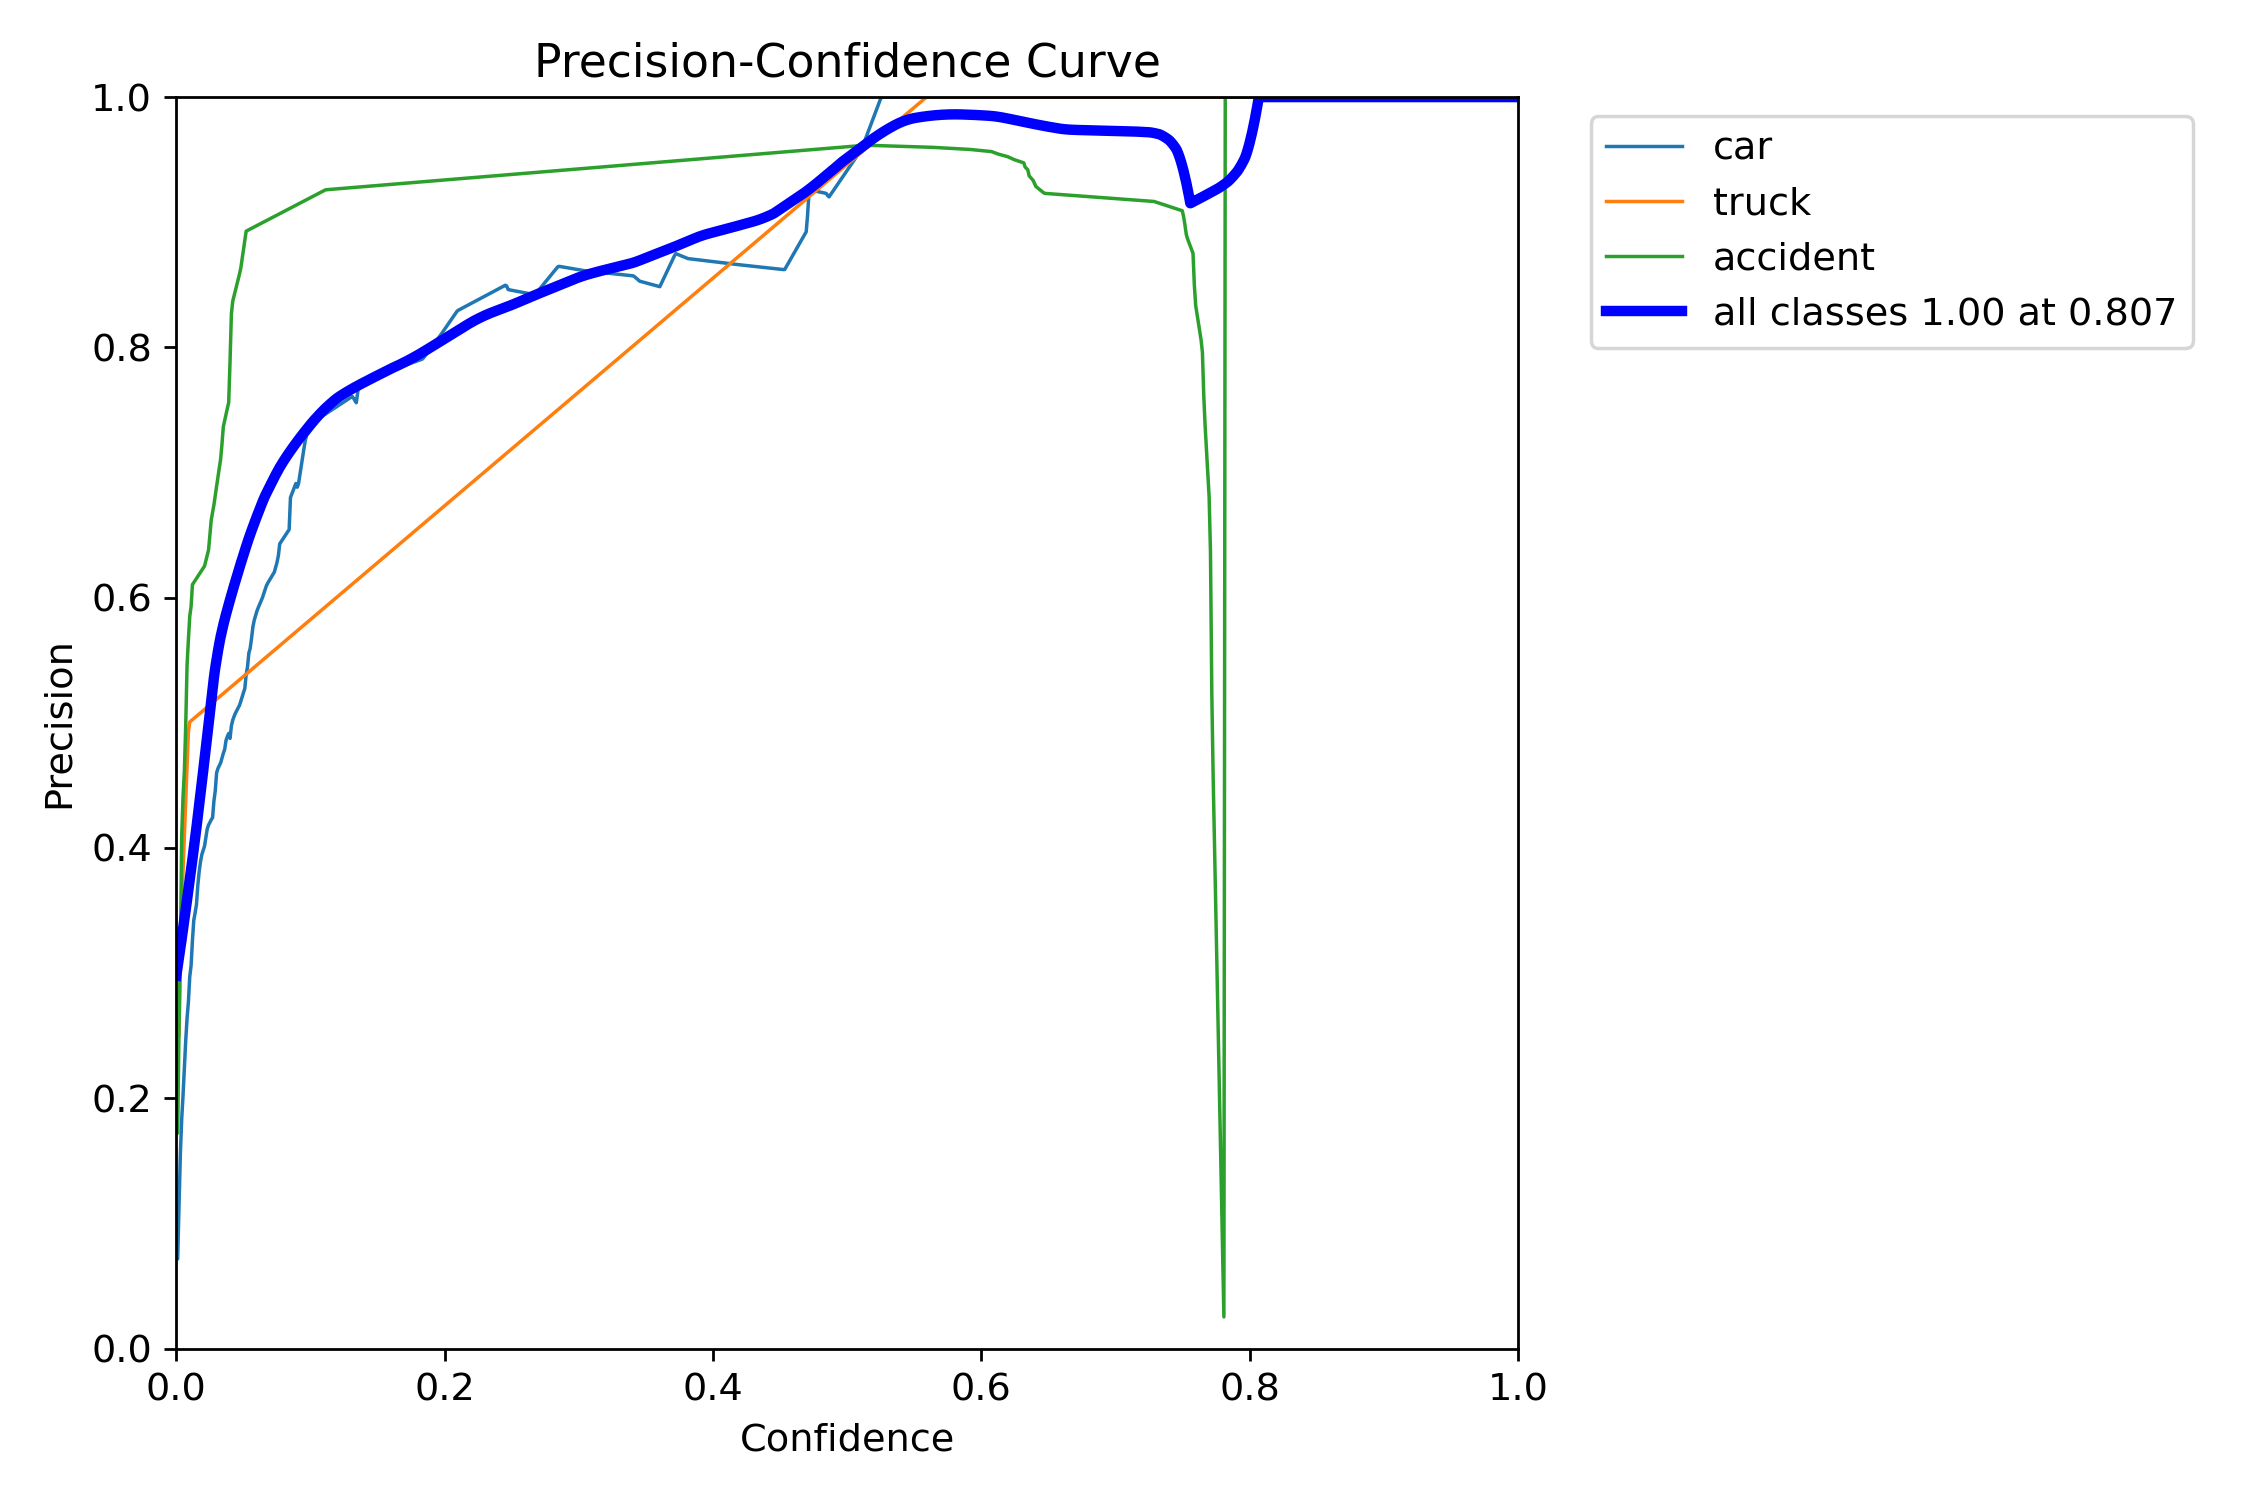 Precision-Confidence Curve
1.0
0.8
0.6
0.4
0.2
0.0
Precision
0.0 0.2 0.4 0.6 0.8 1.0
Confidence
car
truck
accident
all classes 1.00 at 0.807